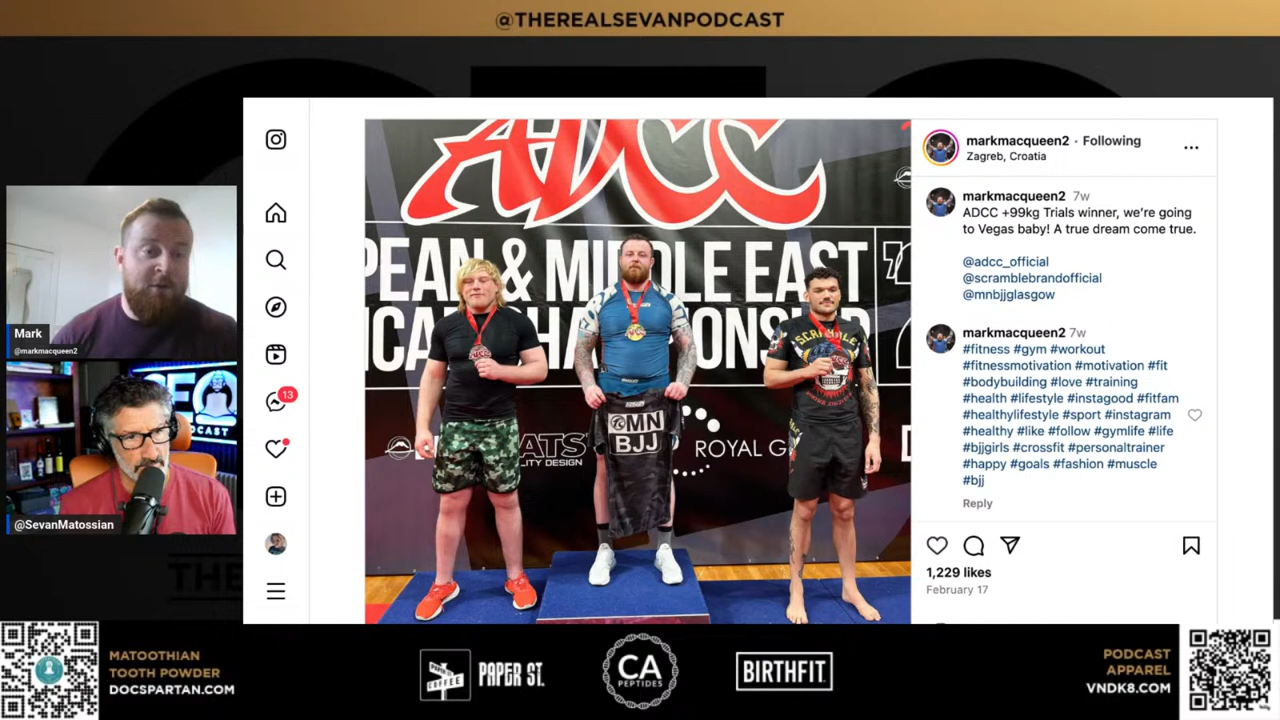 @THEREALSEVANPODCAST
Mark
@markmacqueen2
@SevanMatossian
13
ADCC
PEAN & MIDDLE EAST
MN
BJJ
ROYAL G
markmacqueen2 · Following
Zagreb, Croatia
markmacqueen2 7w
ADCC +99kg Trials winner, we're going
to Vegas baby! A true dream come true.
@adcc_official
@scramblebrandofficial
@mnbjjglasgow
markmacqueen2 7w
#fitness #gym #workout
#fitnessmotivation #motivation #fit
#bodybuilding #love #training
#health #lifestyle #instagood #fitfam
#healthylifestyle #sport #instagram
#healthy #like #follow #gymlife #life
#bjjgirls #crossfit #personaltrainer
#happy #goals #fashion #muscle
#bjj
Reply
1,229 likes
February 17
THE
MATOOTHIAN
TOOTH POWDER
DOCSPARTAN.COM
PAPER ST.
COFFEE
CA
PEPTIDES
BIRTHFIT
PODCAST
APPAREL
VNDK8.COM